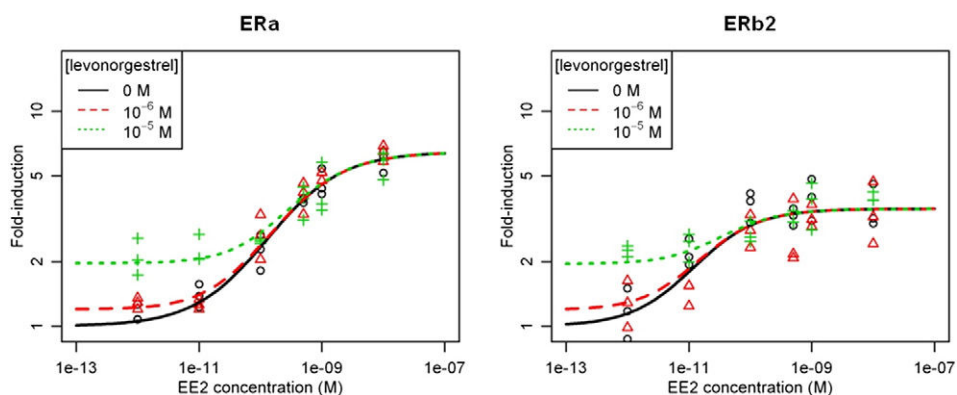 ERa
[levonorgestrel]
0 M
10⁻⁶ M
10⁻⁵ M
Fold-induction
10
5
2
1
1e-13
1e-11
1e-09
1e-07
EE2 concentration (M)
ERb2
[levonorgestrel]
0 M
10⁻⁶ M
10⁻⁵ M
Fold-induction
10
5
2
1
1e-13
1e-11
1e-09
1e-07
EE2 concentration (M)